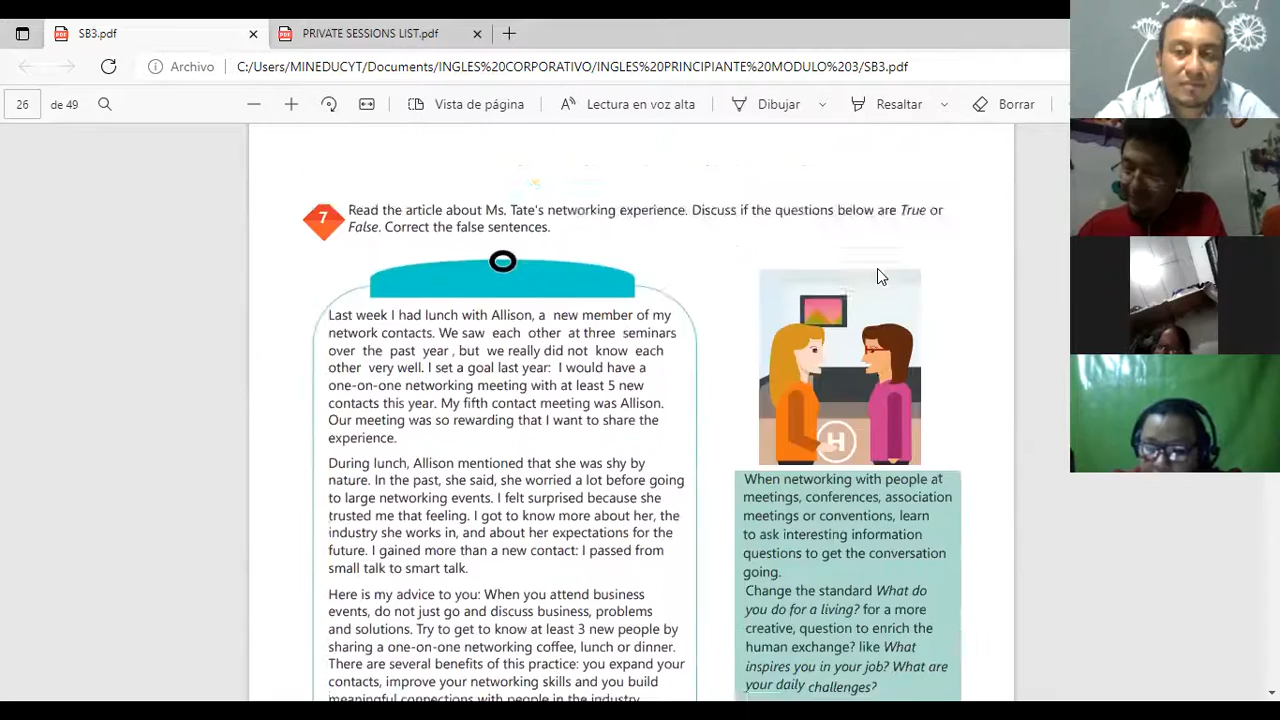 SB3.pdf
PRIVATE SESSIONS LIST.pdf
Archivo
C:/Users/MINEDUCYT/Documents/INGLES%20CORPORATIVO/INGLES%20PRINCIPIANTE%20MODULO%203/SB3.pdf
26
de 49
Vista de página
Lectura en voz alta
Dibujar
Resaltar
Borrar
7
Read the article about Ms. Tate's networking experience. Discuss if the questions below are True or
False. Correct the false sentences.
Last week I had lunch with Allison, a new member of my
network contacts. We saw each other at three seminars
over the past year, but we really did not know each
other very well. I set a goal last year: I would have a
one-on-one networking meeting with at least 5 new
contacts this year. My fifth contact meeting was Allison.
Our meeting was so rewarding that I want to share the
experience.
During lunch, Allison mentioned that she was shy by
nature. In the past, she said, she worried a lot before going
to large networking events. I felt surprised because she
trusted me that feeling. I got to know more about her, the
industry she works in, and about her expectations for the
future. I gained more than a new contact: I passed from
small talk to smart talk.
Here is my advice to you: When you attend business
events, do not just go and discuss business, problems
and solutions. Try to get to know at least 3 new people by
sharing a one-on-one networking coffee, lunch or dinner.
There are several benefits of this practice: you expand your
contacts, improve your networking skills and you build
meaningful connections with people in the industry
H
When networking with people at
meetings, conferences, association
meetings or conventions, learn
to ask interesting information
questions to get the conversation
going.
Change the standard What do
you do for a living? for a more
creative, question to enrich the
human exchange? like What
inspires you in your job? What are
your daily challenges?